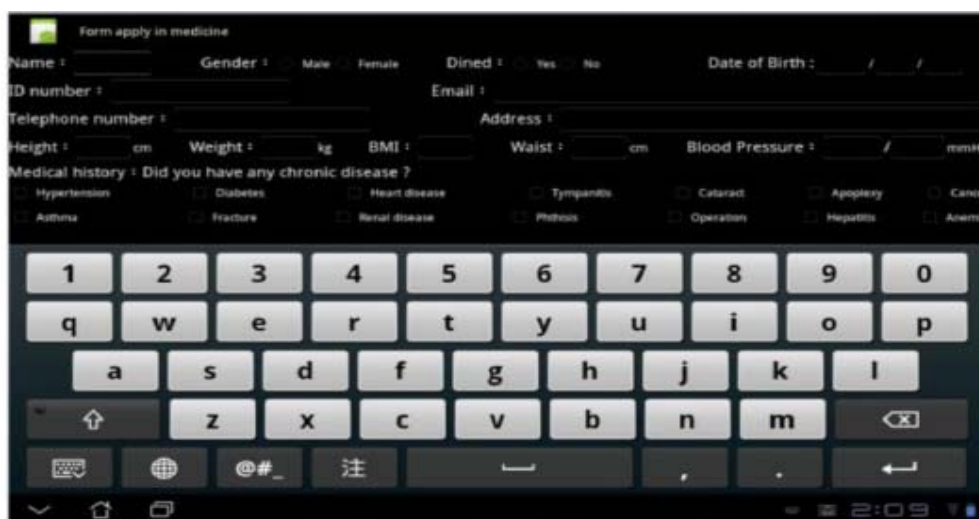 Form apply in medicine
Name : Gender : Male Female Dined : Yes No Date of Birth : / /
ID number : Email :
Telephone number : Address :
Height : cm Weight : kg BMI : Waist : cm Blood Pressure : / mmH
Medical history : Did you have any chronic disease ?
Hypertension Diabetes Heart disease Tympanitis Cataract Apoplexy Canc
Asthma Fracture Renal disease Phthisis Operation Hepatitis Anem
1 2 3 4 5 6 7 8 9 0
q w e r t y u i o p
a s d f g h j k l
z x c v b n m
@#_ 注 , .
2:09